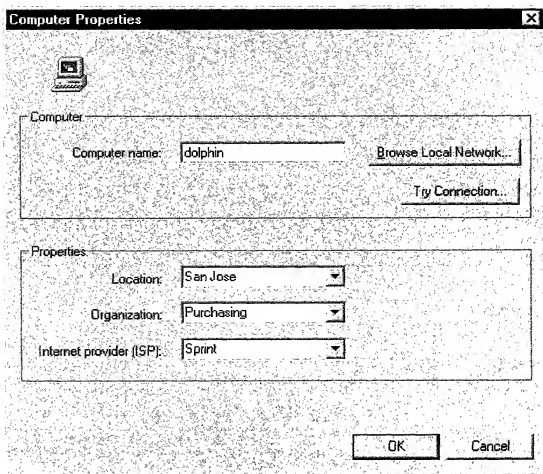 Computer Properties
Computer
Computer name: dolphin Browse Local Network...
Try Connection...
Properties
Location: San Jose
Organization: Purchasing
Internet provider (ISP): Sprint
OK Cancel